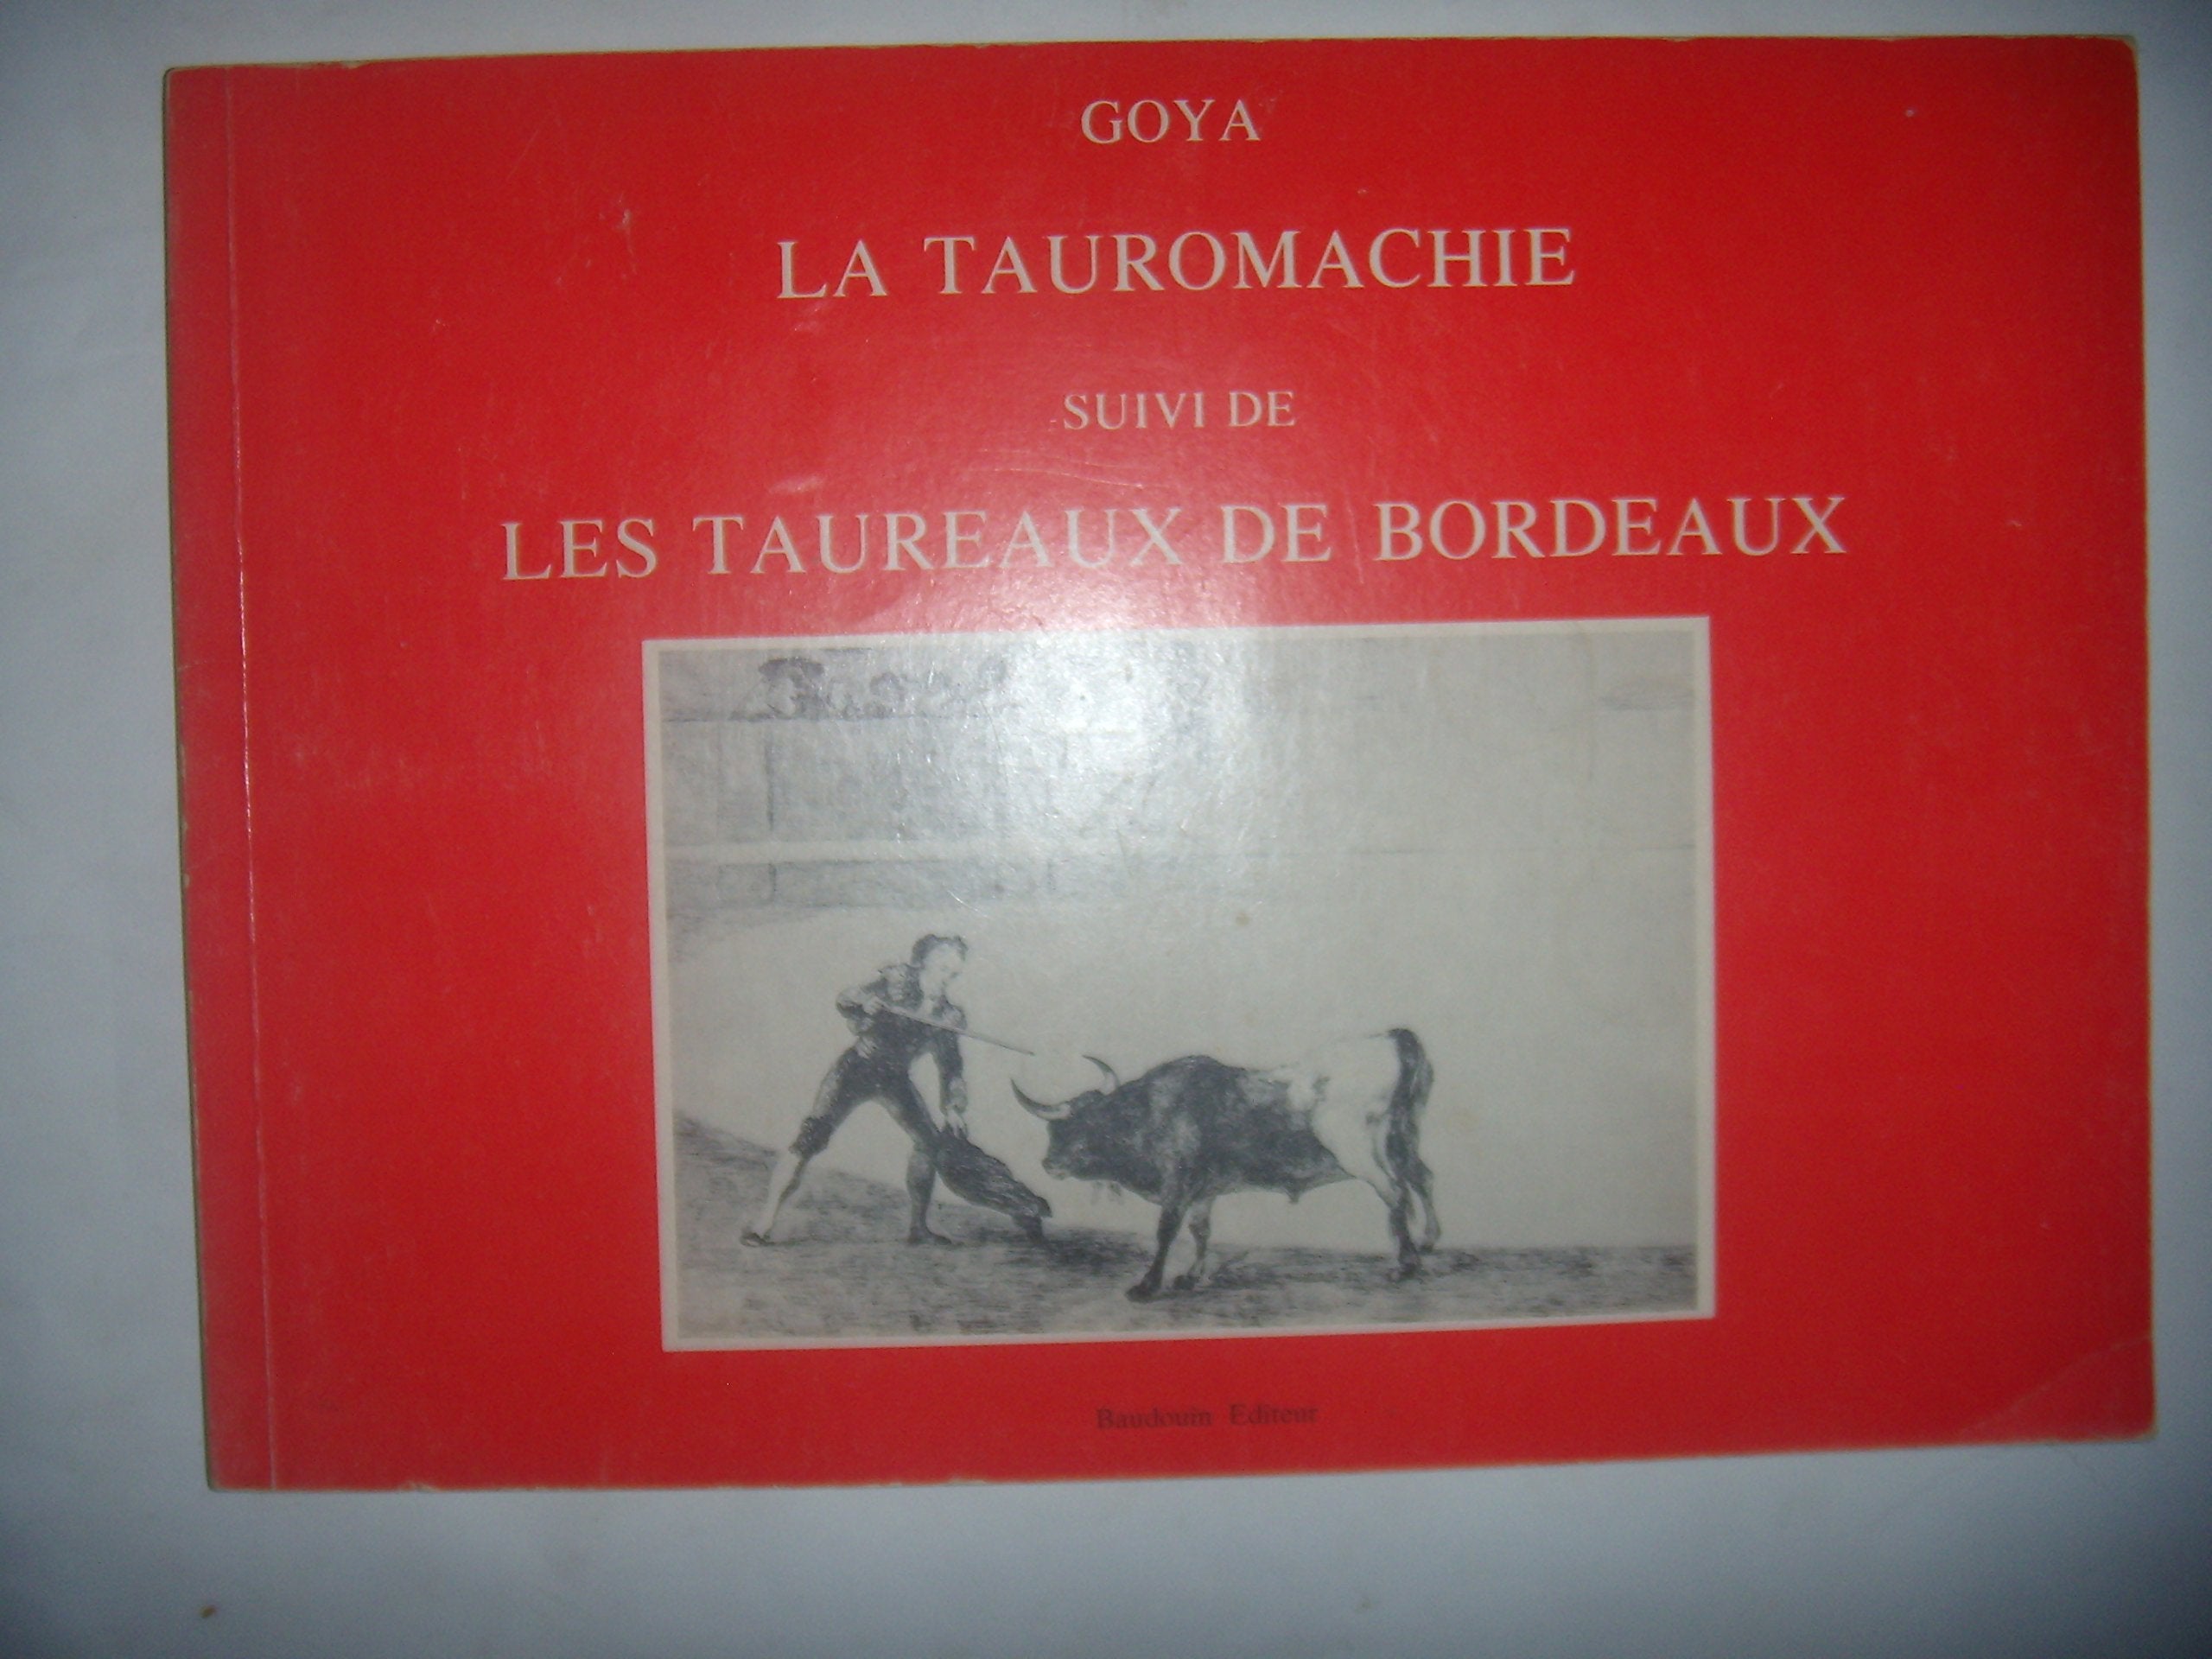 GOYA
LA TAUROMACHIE
SUIVI DE
LES TAUREAUX DE BORDEAUX
Baudouin Editeur